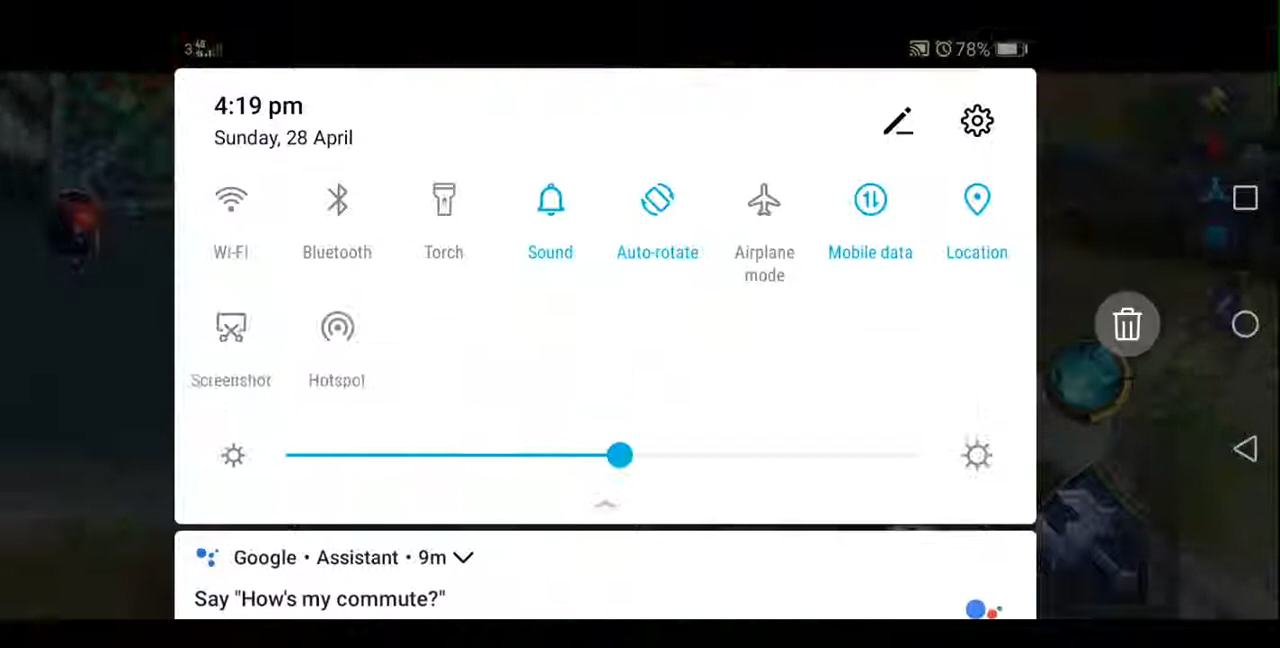 78%
4:19 pm
Sunday, 28 April
Wi-Fi
Bluetooth
Torch
Sound
Auto-rotate
Airplane mode
Mobile data
Location
Screenshot
Hotspot
Google • Assistant • 9m
Say "How's my commute?"